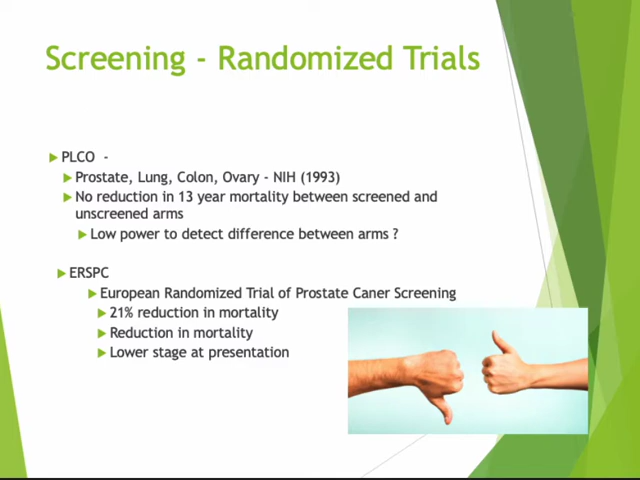 Screening - Randomized Trials
PLCO -
Prostate, Lung, Colon, Ovary - NIH (1993)
No reduction in 13 year mortality between screened and
unscreened arms
Low power to detect difference between arms ?
ERSPC
European Randomized Trial of Prostate Caner Screening
21% reduction in mortality
Reduction in mortality
Lower stage at presentation